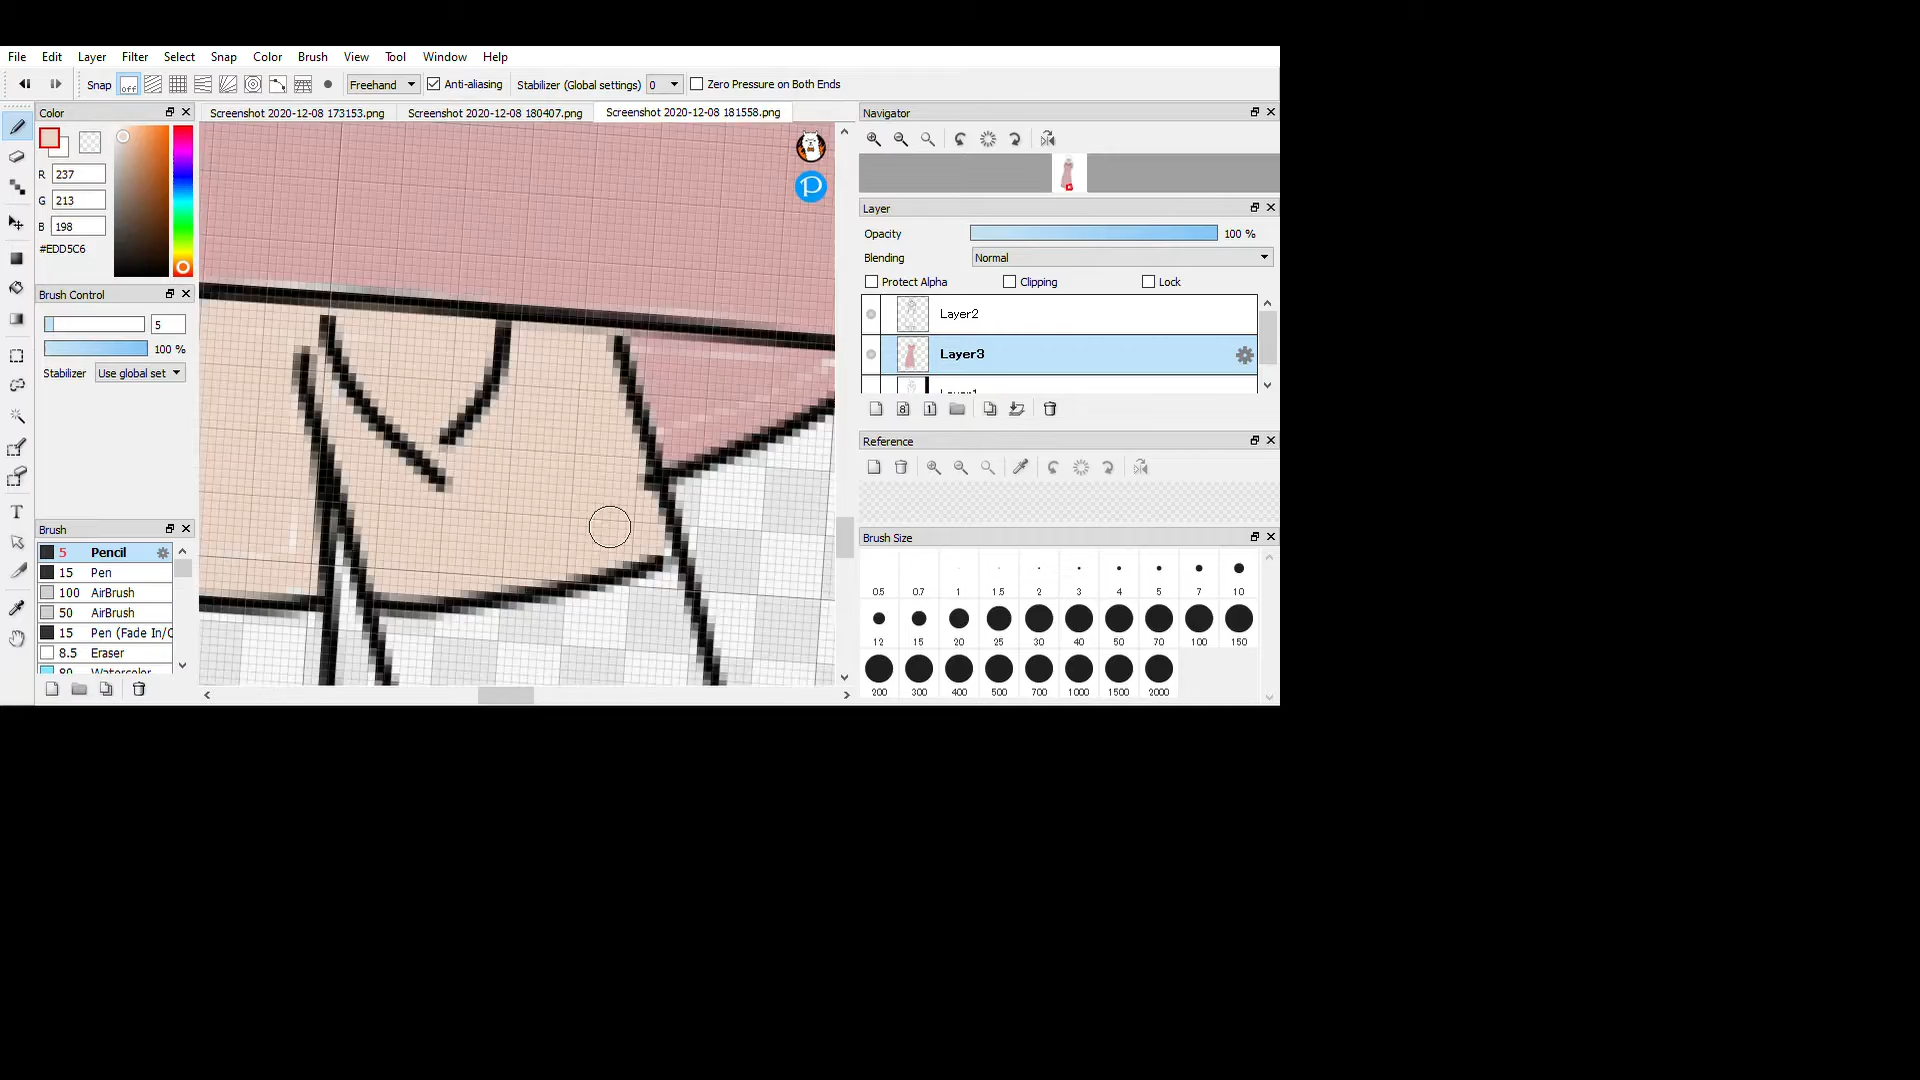 File Edit Layer Filter Select Snap Color Brush View Tool Window Help
Snap off Freehand Anti-aliasing Stabilizer (Global settings) 0 Zero Pressure on Both Ends
Color
R 237
G 213
B 198
#EDD5C6
Brush Control
5
100 %
Stabilizer Use global set
Brush
5 Pencil
15 Pen
100 AirBrush
50 AirBrush
15 Pen (Fade In/O
8.5 Eraser
80 Watercolor
Screenshot 2020-12-08 173153.png Screenshot 2020-12-08 180407.png Screenshot 2020-12-08 181558.png
P
Navigator
Layer
Opacity 100 %
Blending Normal
Protect Alpha Clipping Lock
Layer2
Layer3
Layer1
Reference
Brush Size
0.5 0.7 1 1.5 2 3 4 5 7 10
12 15 20 25 30 40 50 70 100 150
200 300 400 500 700 1000 1500 2000